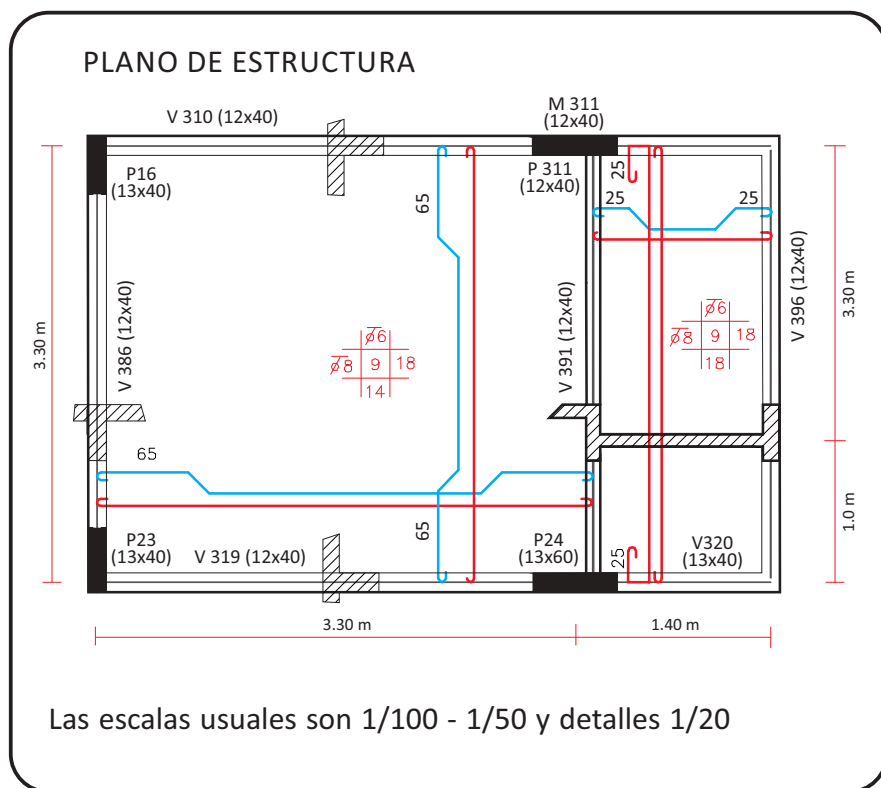 PLANO DE ESTRUCTURA
V 310 (12x40)
M 311
(12x40)
P16
(13x40)
P 311
(12x40)
65
25
25
25
3.30 m
V 386 (12x40)
V 391 (12x40)
V 396 (12x40)
3.30 m
ø6
ø8 9 18
14
ø6
ø8 9 18
18
65
65
25
1.0 m
P23
(13x40)
V 319 (12x40)
P24
(13x60)
V320
(13x40)
3.30 m
1.40 m
Las escalas usuales son 1/100 - 1/50 y detalles 1/20